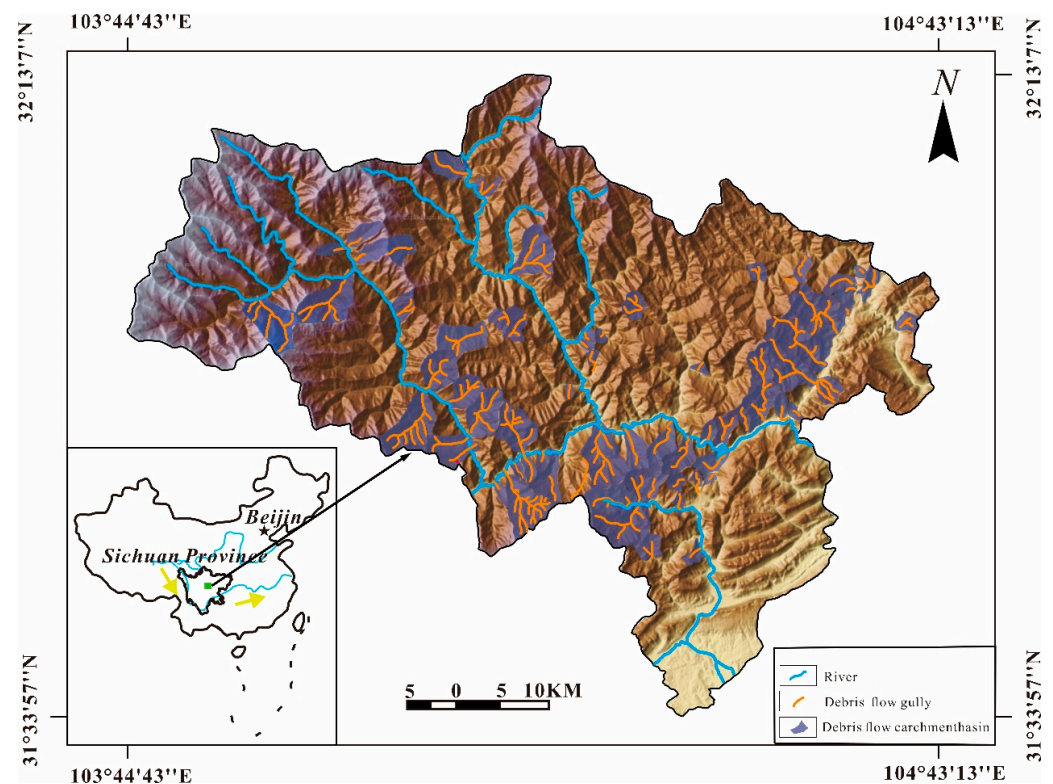 103°44'43''E
104°43'13''E
32°13'7''N
32°13'7''N
N
Beijin
Sichuan Province
5 0 5 10KM
River
Debris flow gully
Debris flow carchmenthasin
31°33'57''N
31°33'57''N
103°44'43''E
104°43'13''E